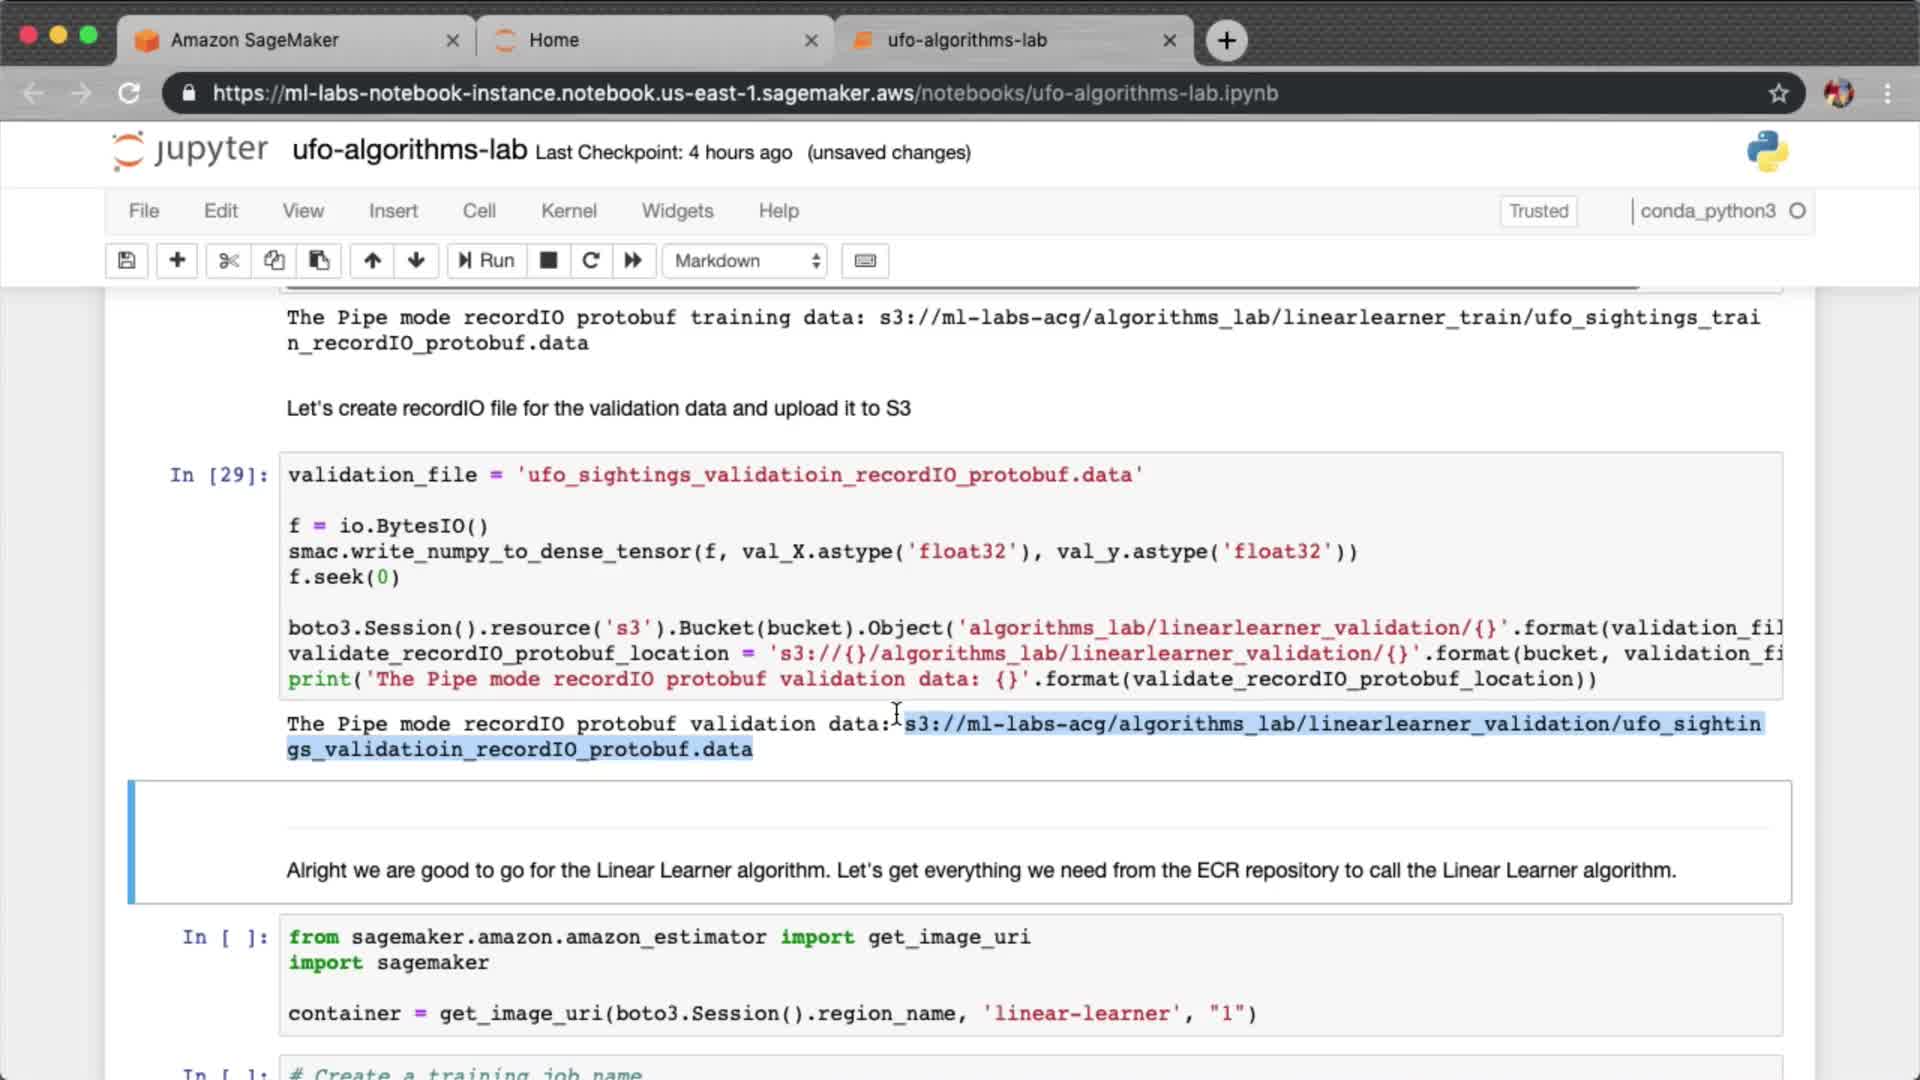 Amazon SageMaker
Home
ufo-algorithms-lab
https://ml-labs-notebook-instance.notebook.us-east-1.sagemaker.aws/notebooks/ufo-algorithms-lab.ipynb
jupyter ufo-algorithms-lab Last Checkpoint: 4 hours ago (unsaved changes)
File Edit View Insert Cell Kernel Widgets Help Trusted conda_python3
Run Markdown
The Pipe mode recordIO protobuf training data: s3://ml-labs-acg/algorithms_lab/linearlearner_train/ufo_sightings_trai
n_recordIO_protobuf.data
Let's create recordIO file for the validation data and upload it to S3
In [29]: validation_file = 'ufo_sightings_validatioin_recordIO_protobuf.data'
f = io.BytesIO()
smac.write_numpy_to_dense_tensor(f, val_X.astype('float32'), val_y.astype('float32'))
f.seek(0)
boto3.Session().resource('s3').Bucket(bucket).Object('algorithms_lab/linearlearner_validation/{}'.format(validation_fil
validate_recordIO_protobuf_location = 's3://{}/algorithms_lab/linearlearner_validation/{}'.format(bucket, validation_fi
print('The Pipe mode recordIO protobuf validation data: {}'.format(validate_recordIO_protobuf_location))
The Pipe mode recordIO protobuf validation data: s3://ml-labs-acg/algorithms_lab/linearlearner_validation/ufo_sightin
gs_validatioin_recordIO_protobuf.data
Alright we are good to go for the Linear Learner algorithm. Let's get everything we need from the ECR repository to call the Linear Learner algorithm.
In [ ]: from sagemaker.amazon.amazon_estimator import get_image_uri
import sagemaker
container = get_image_uri(boto3.Session().region_name, 'linear-learner', "1")
In [ ]: # Create a training job name